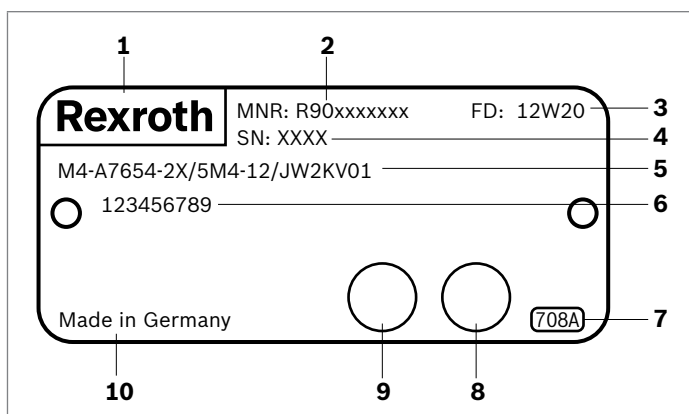 1 2
Rexroth MNR: R90xxxxxxx FD: 12W20 3
SN: XXXX 4
M4-A7654-2X/5M4-12/JW2KV01 5
123456789 6
Made in Germany 708A 7
10 9 8